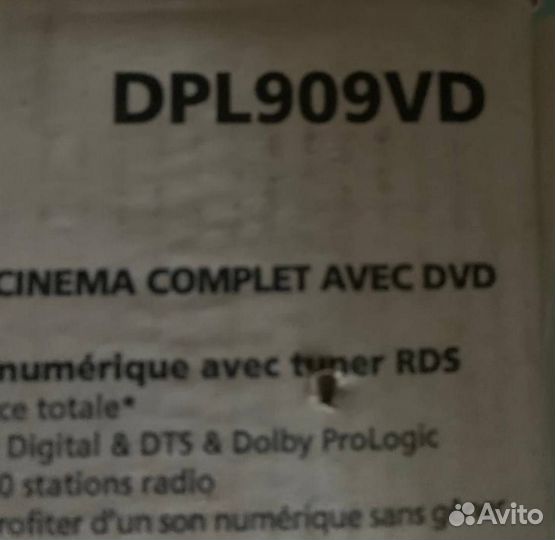 DPL909VD
CINEMA COMPLET AVEC DVD
numérique avec tuner RDS
ce totale*
Digital & DTS & Dolby ProLogic
0 stations radio
rofiter d'un son numérique sans
Avito